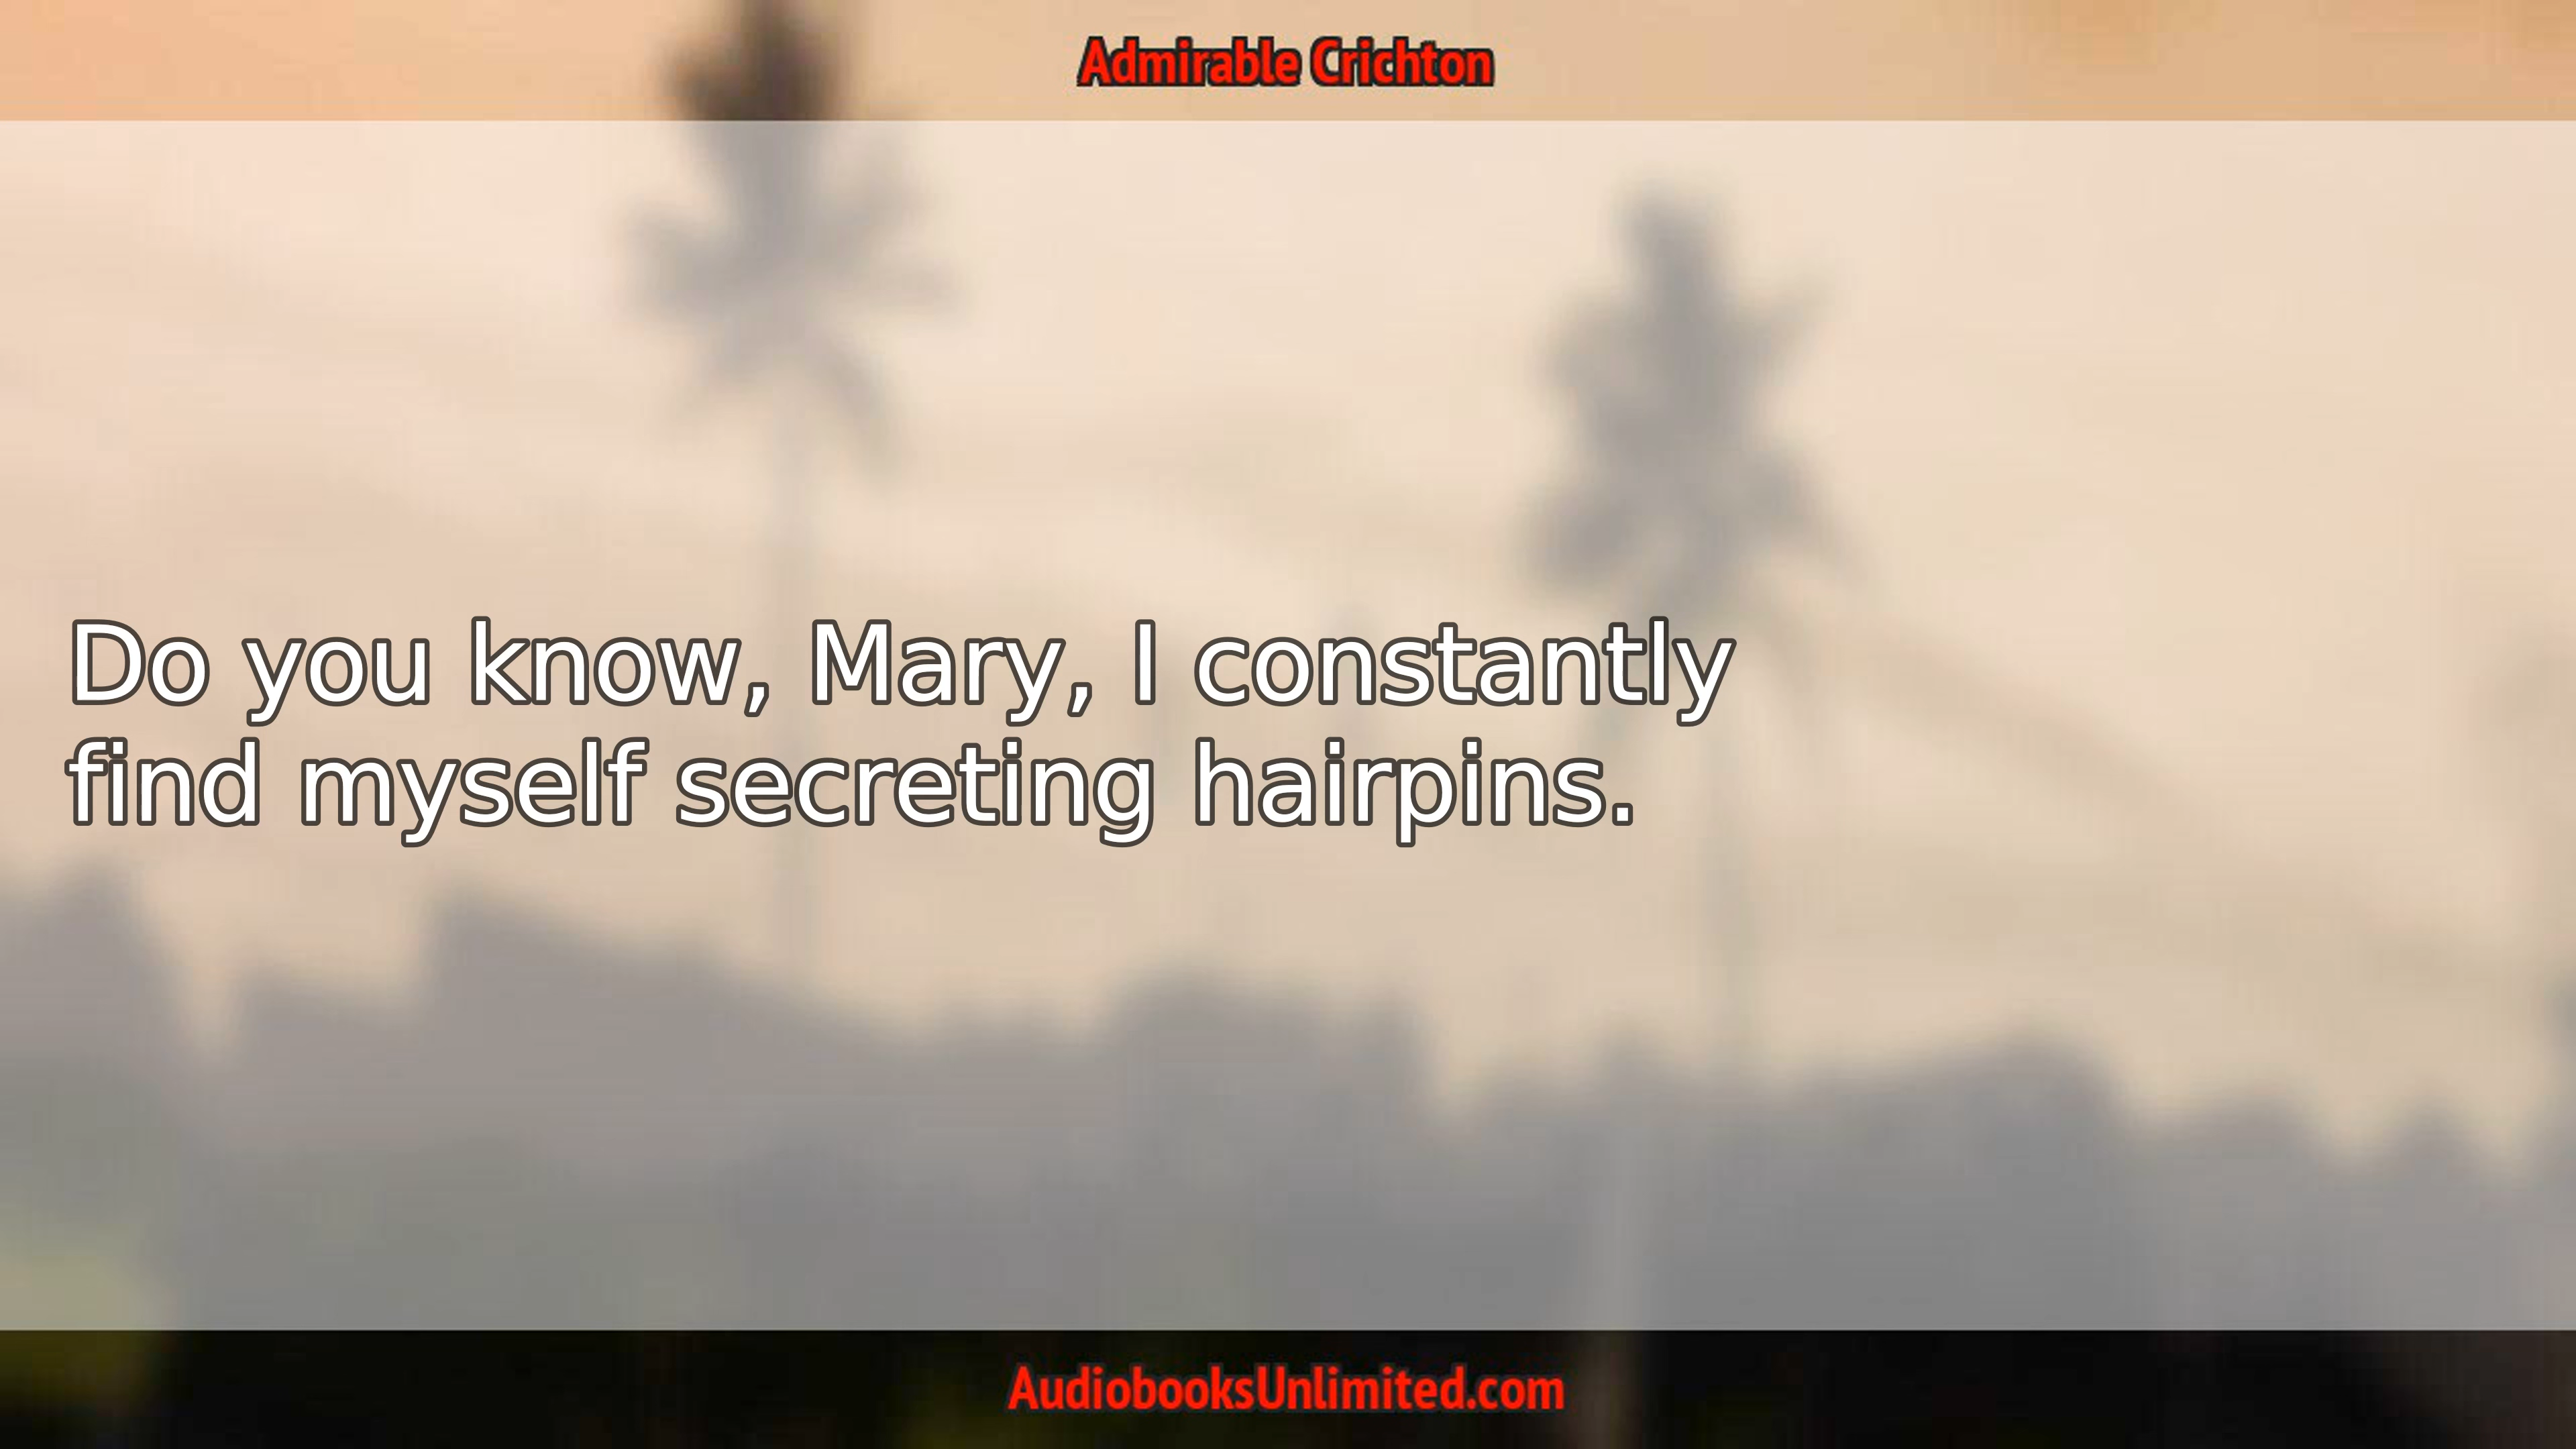 Admirable Crichton
Do you know, Mary, I constantly
find myself secreting hairpins.
AudiobooksUnlimited.com